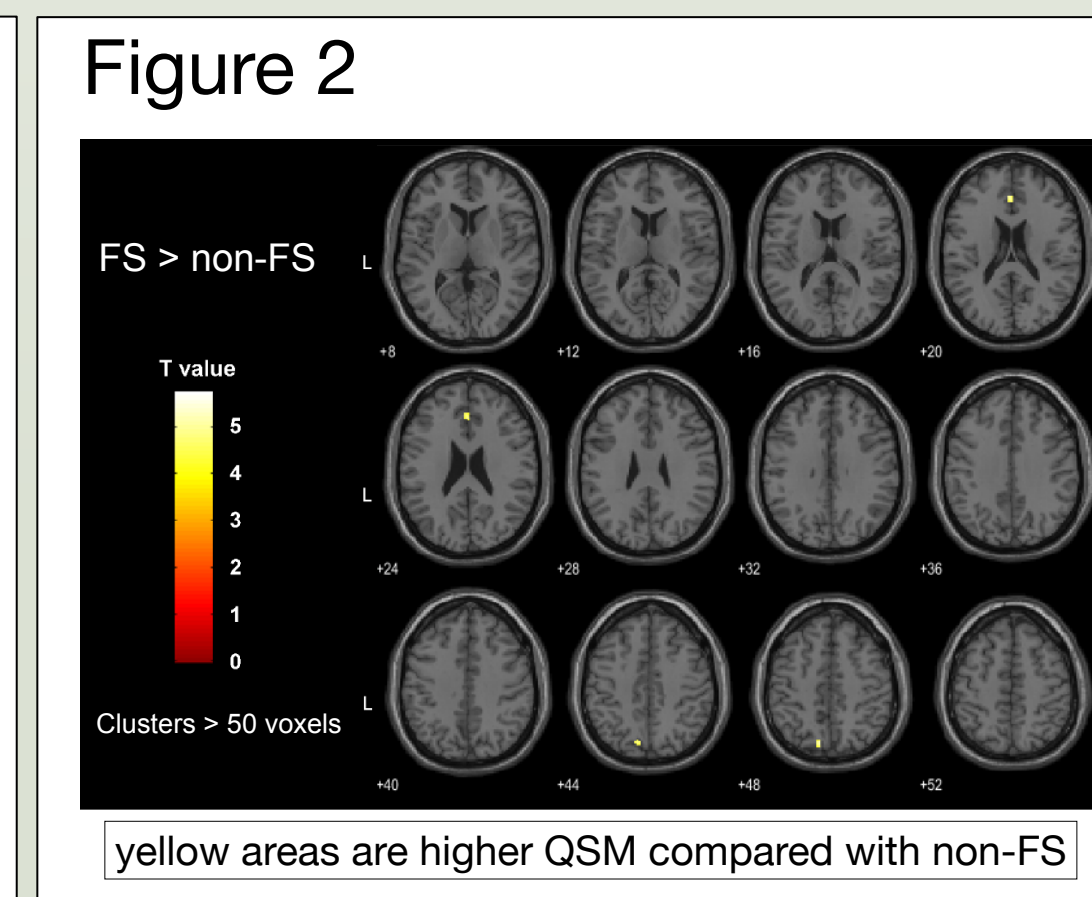 Figure 2
FS > non-FS
L
+8
+12
+16
+20
T value
5
4
3
2
1
0
L
+24
+28
+32
+36
Clusters > 50 voxels
L
+40
+44
+48
+52
yellow areas are higher QSM compared with non-FS